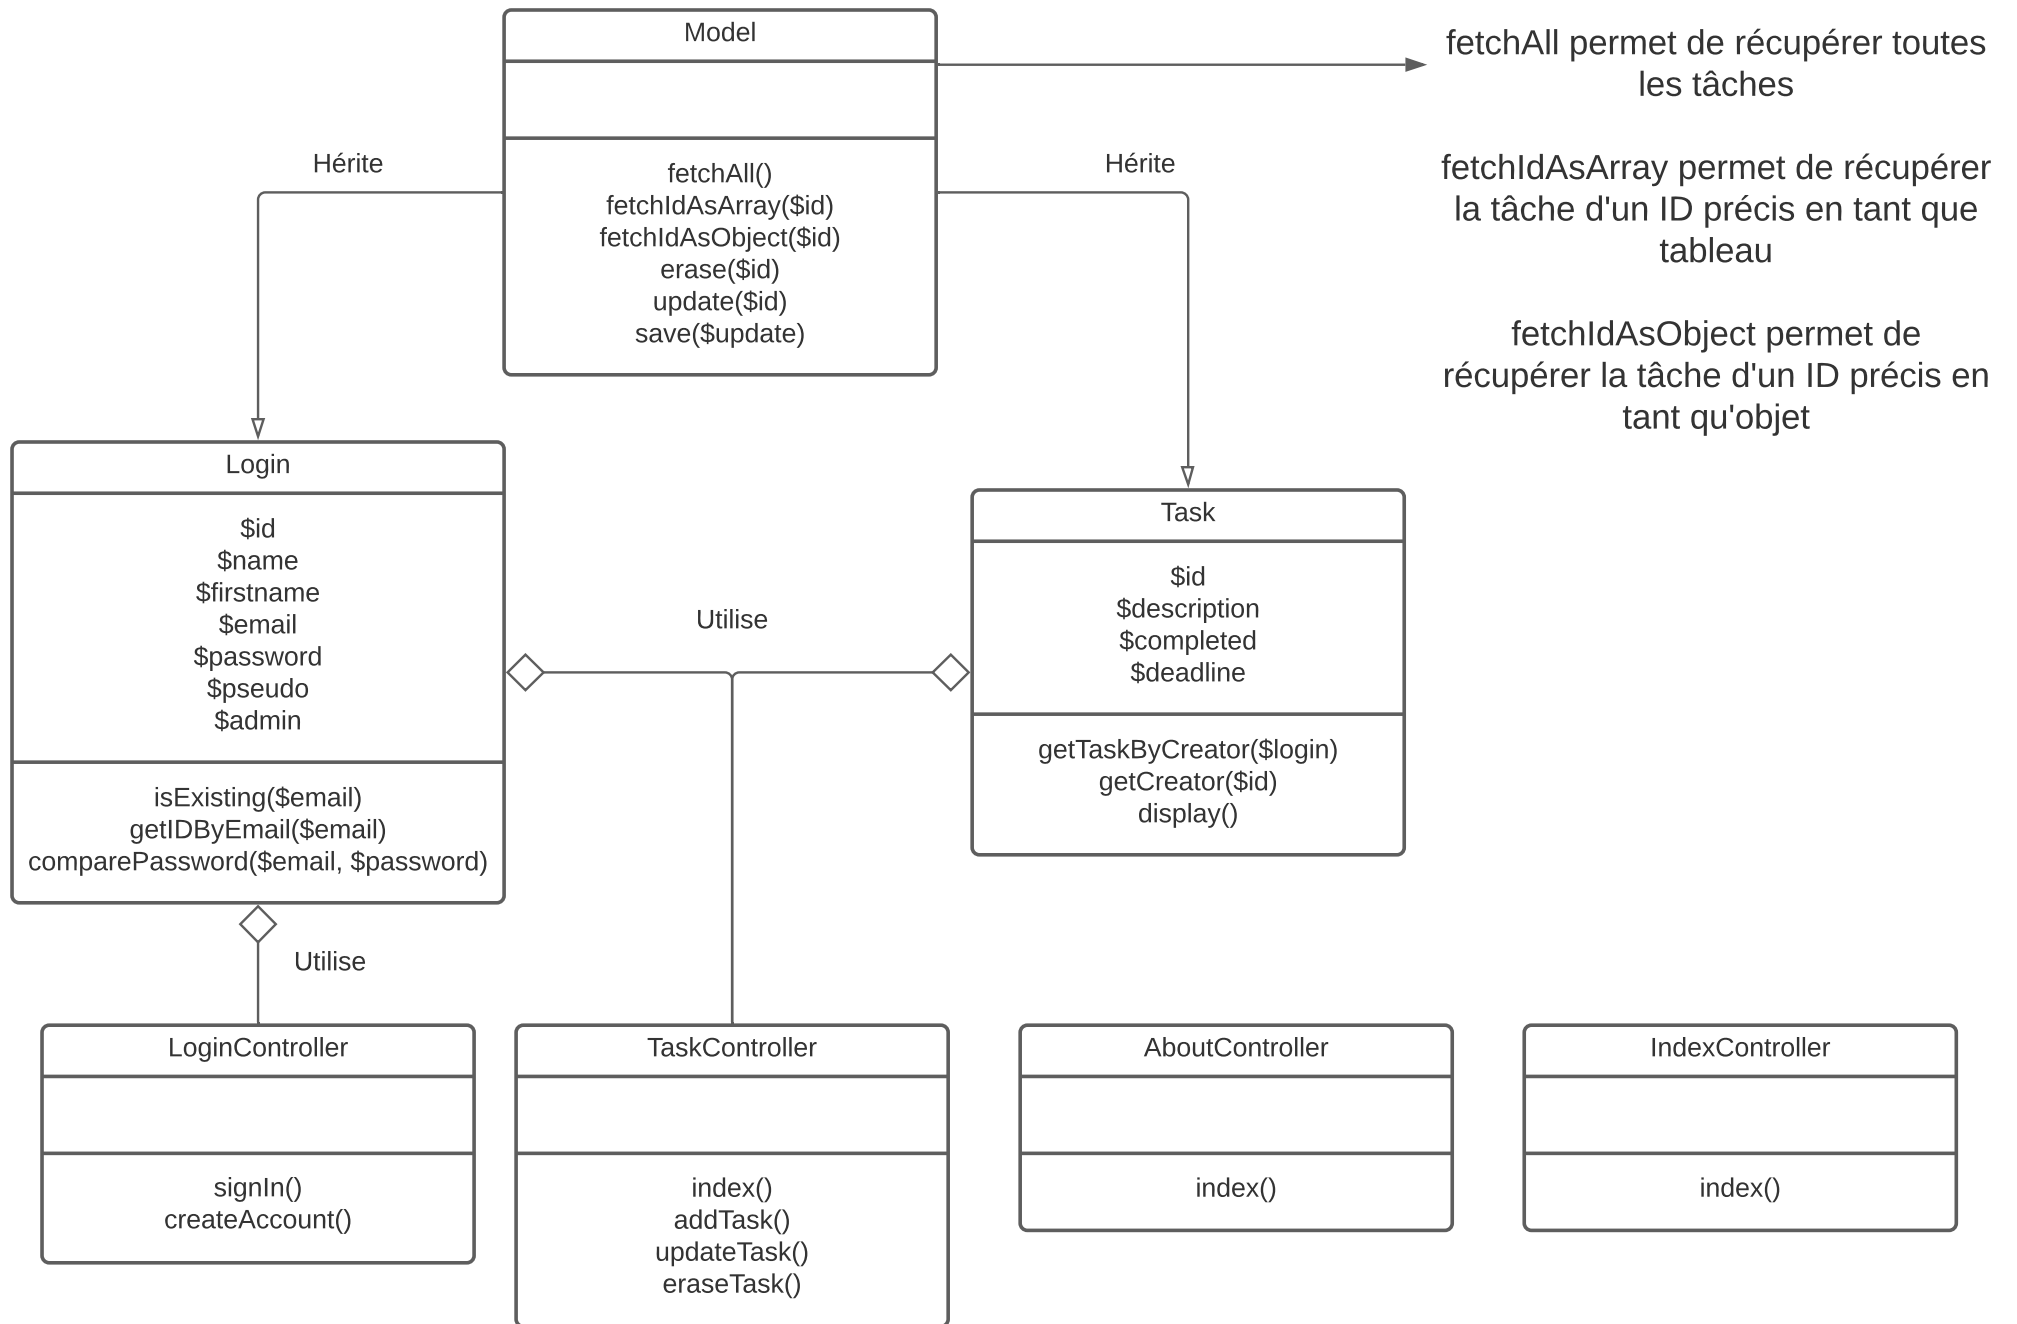 Model
fetchAll()
fetchIdAsArray($id)
fetchIdAsObject($id)
erase($id)
update($id)
save($update)
fetchAll permet de récupérer toutes
les tâches
fetchIdAsArray permet de récupérer
la tâche d'un ID précis en tant que
tableau
fetchIdAsObject permet de
récupérer la tâche d'un ID précis en
tant qu'objet
Hérite
Hérite
Login
$id
$name
$firstname
$email
$password
$pseudo
$admin
isExisting($email)
getIDByEmail($email)
comparePassword($email, $password)
Utilise
Task
$id
$description
$completed
$deadline
getTaskByCreator($login)
getCreator($id)
display()
Utilise
LoginController
signIn()
createAccount()
TaskController
index()
addTask()
updateTask()
eraseTask()
AboutController
index()
IndexController
index()